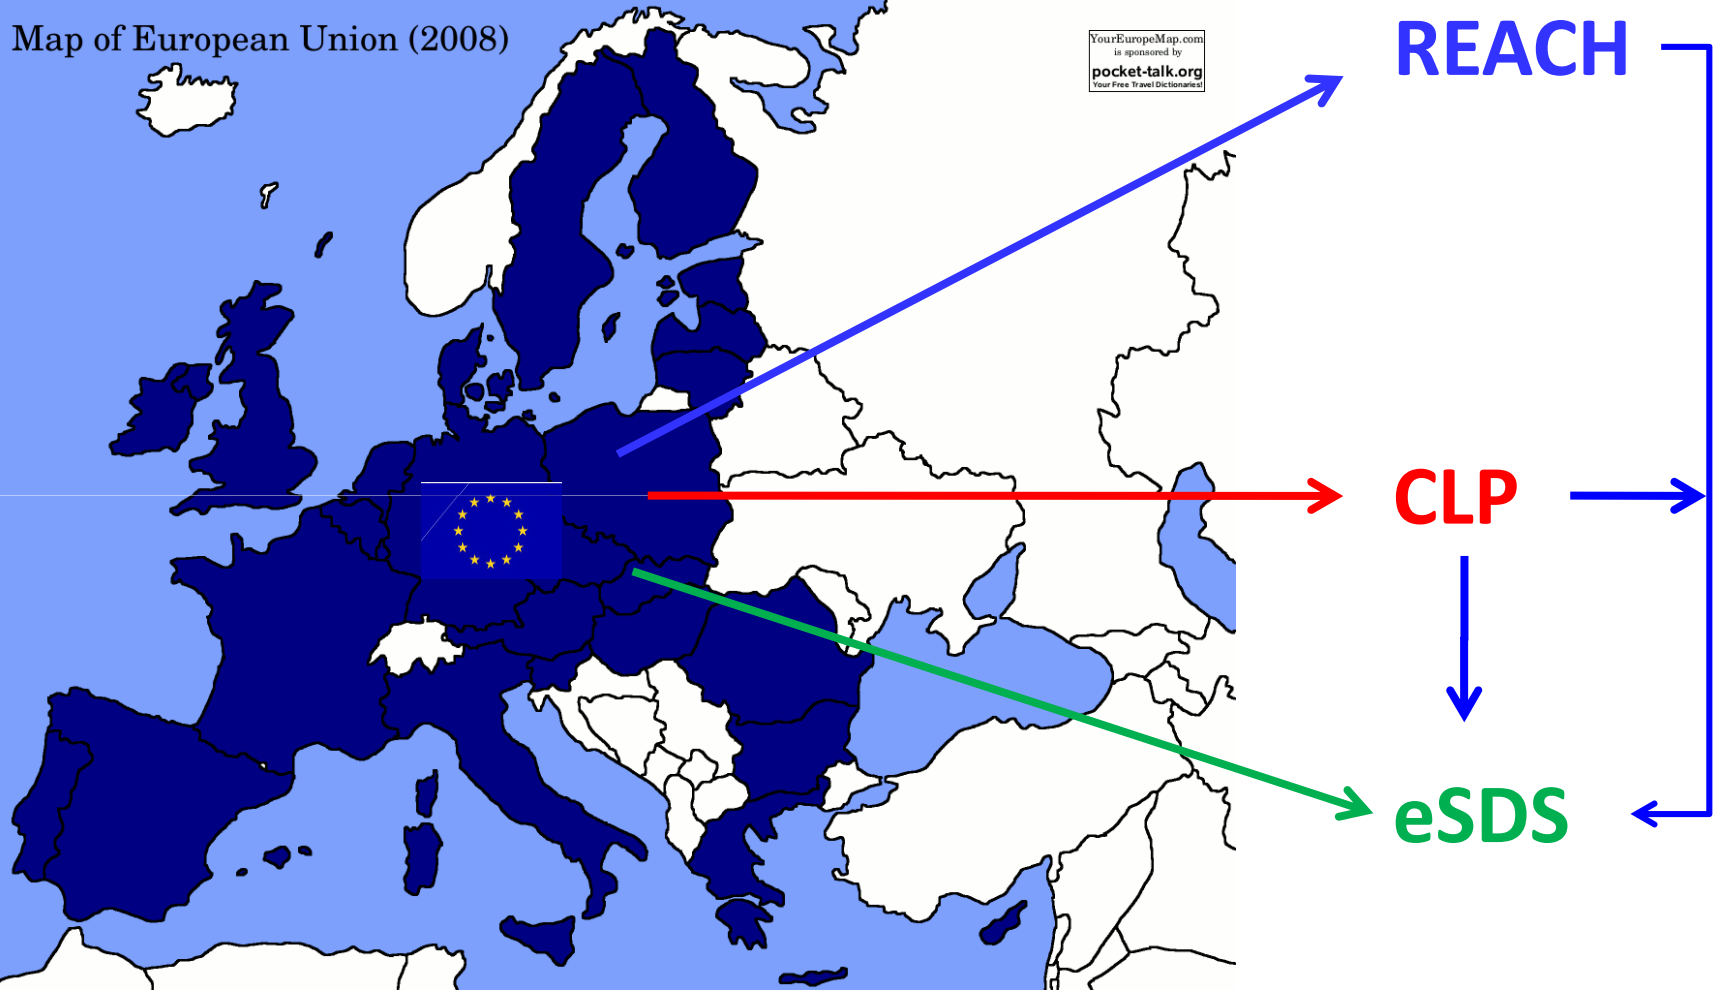 Map of European Union (2008)
YourEuropeMap.com
is sponsored by
pocket-talk.org
Your Free Travel Dictionaries!
REACH
CLP
eSDS